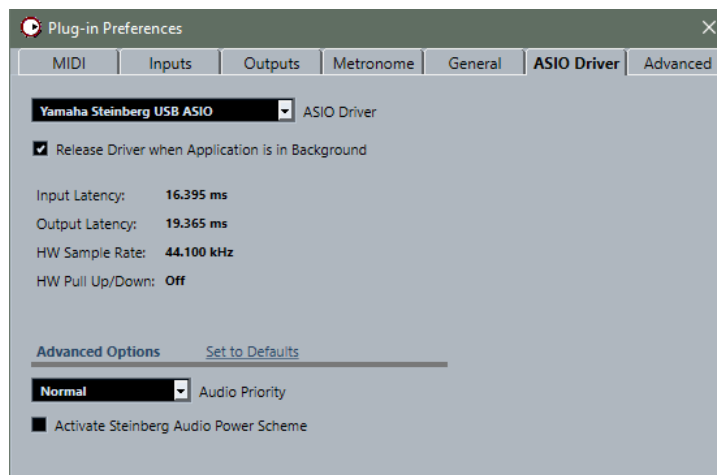 Plug-in Preferences
MIDI Inputs Outputs Metronome General ASIO Driver Advanced
Yamaha Steinberg USB ASIO ASIO Driver
Release Driver when Application is in Background
Input Latency: 16.395 ms
Output Latency: 19.365 ms
HW Sample Rate: 44.100 kHz
HW Pull Up/Down: Off
Advanced Options Set to Defaults
Normal Audio Priority
Activate Steinberg Audio Power Scheme